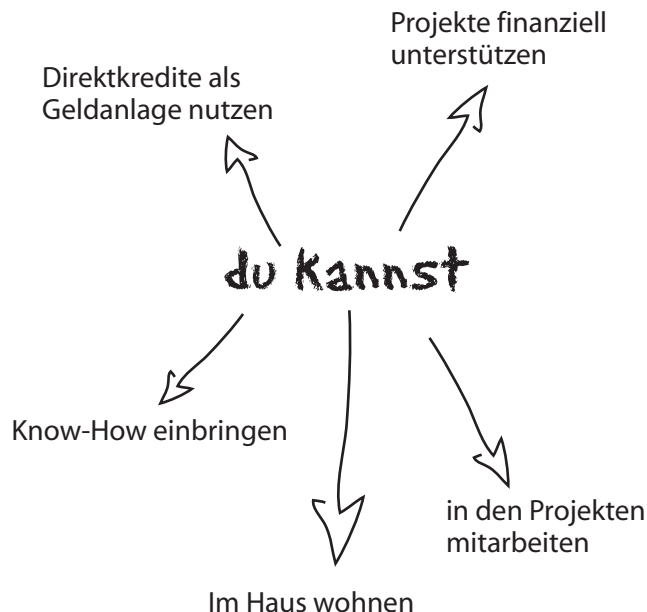 Projekte finanziell
unterstützen
Direktkredite als
Geldanlage nutzen
du kannst
Know-How einbringen
in den Projekten
mitarbeiten
Im Haus wohnen